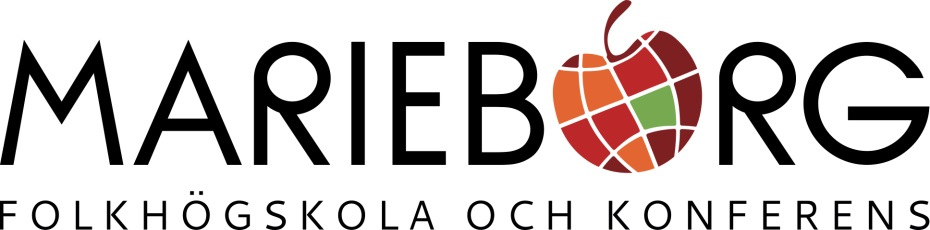 MARIEBORG
FOLKHÖGSKOLA OCH KONFERENS